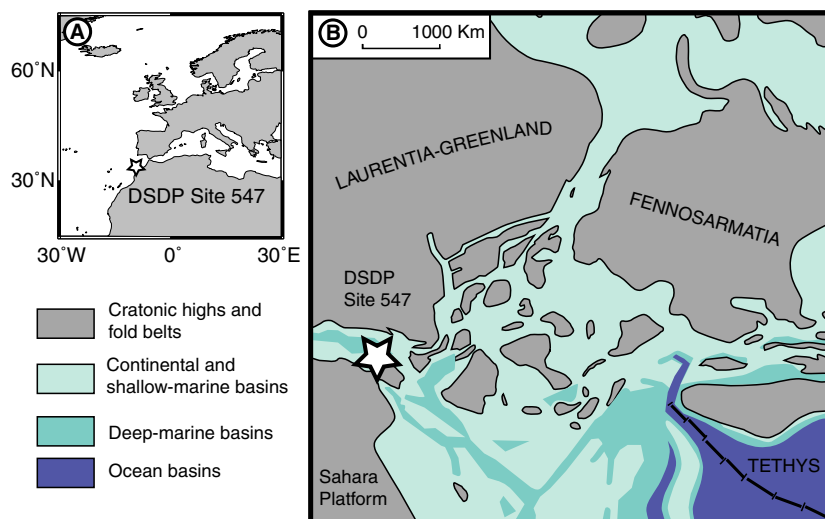 A
60°N
30°N
DSDP Site 547
30°W
0°
30°E
Cratonic highs and
fold belts
Continental and
shallow-marine basins
Deep-marine basins
Ocean basins
B
0
1000 Km
LAURENTIA-GREENLAND
FENNOSARMATIA
DSDP
Site 547
Sahara
Platform
TETHYS